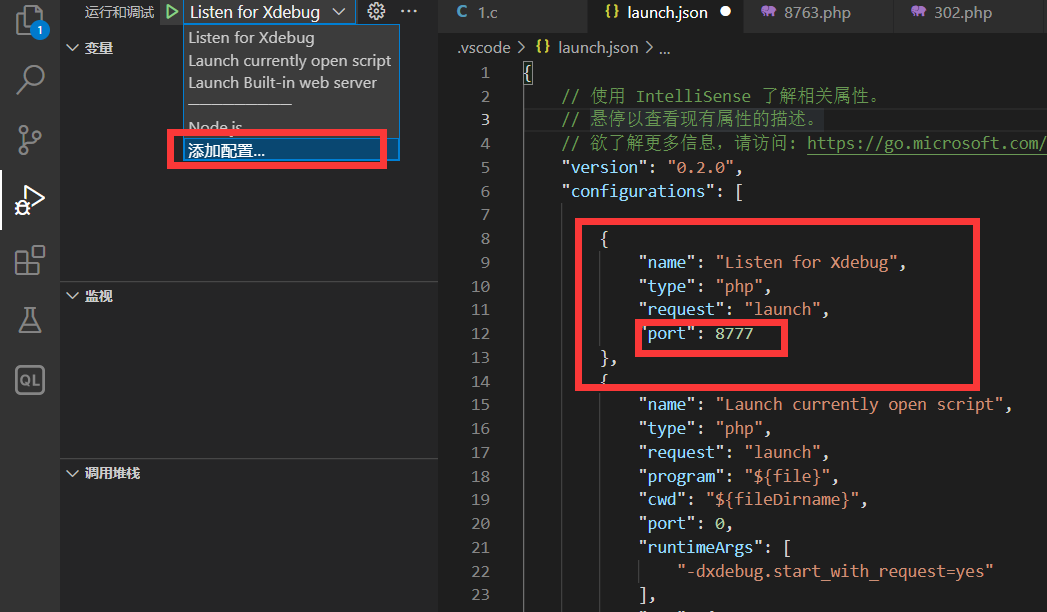 运行和调试 Listen for Xdebug
Listen for Xdebug
Launch currently open script
Launch Built-in web server
Node.js
添加配置...
变量
监视
调用堆栈
1
QL
C 1.c
{} launch.json
8763.php
302.php
.vscode > {} launch.json > ...
1 {
2 // 使用 IntelliSense 了解相关属性。
3 // 悬停以查看现有属性的描述。
4 // 欲了解更多信息，请访问: https://go.microsoft.com/
5 "version": "0.2.0",
6 "configurations": [
7
8 {
9 "name": "Listen for Xdebug",
10 "type": "php",
11 "request": "launch",
12 "port": 8777
13 },
14 {
15 "name": "Launch currently open script",
16 "type": "php",
17 "request": "launch",
18 "program": "${file}",
19 "cwd": "${fileDirname}",
20 "port": 0,
21 "runtimeArgs": [
22 "-dxdebug.start_with_request=yes"
23 ],